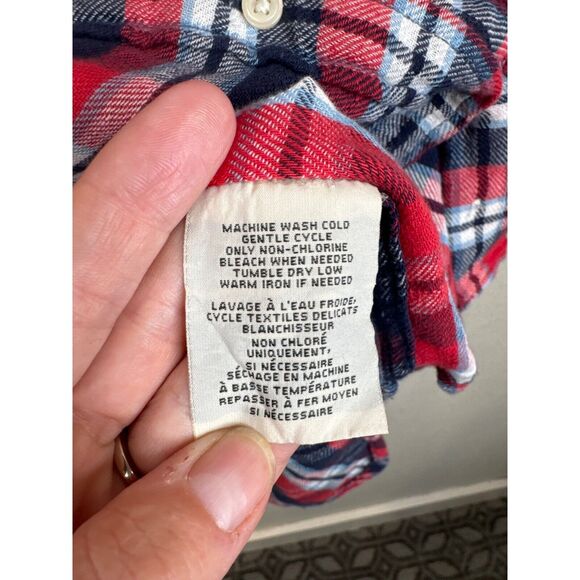 MACHINE WASH COLD
GENTLE CYCLE
ONLY NON-CHLORINE
BLEACH WHEN NEEDED
TUMBLE DRY LOW
WARM IRON IF NEEDED
LAVAGE À L'EAU FROIDE,
CYCLE TEXTILES DELICATS
BLANCHISSEUR
NON CHLORÉ
UNIQUEMENT,
SI NÉCESSAIRE
SÉCHAGE EN MACHINE
À BASSE TEMPÉRATURE
REPASSER À FER MOYEN
SI NÉCESSAIRE